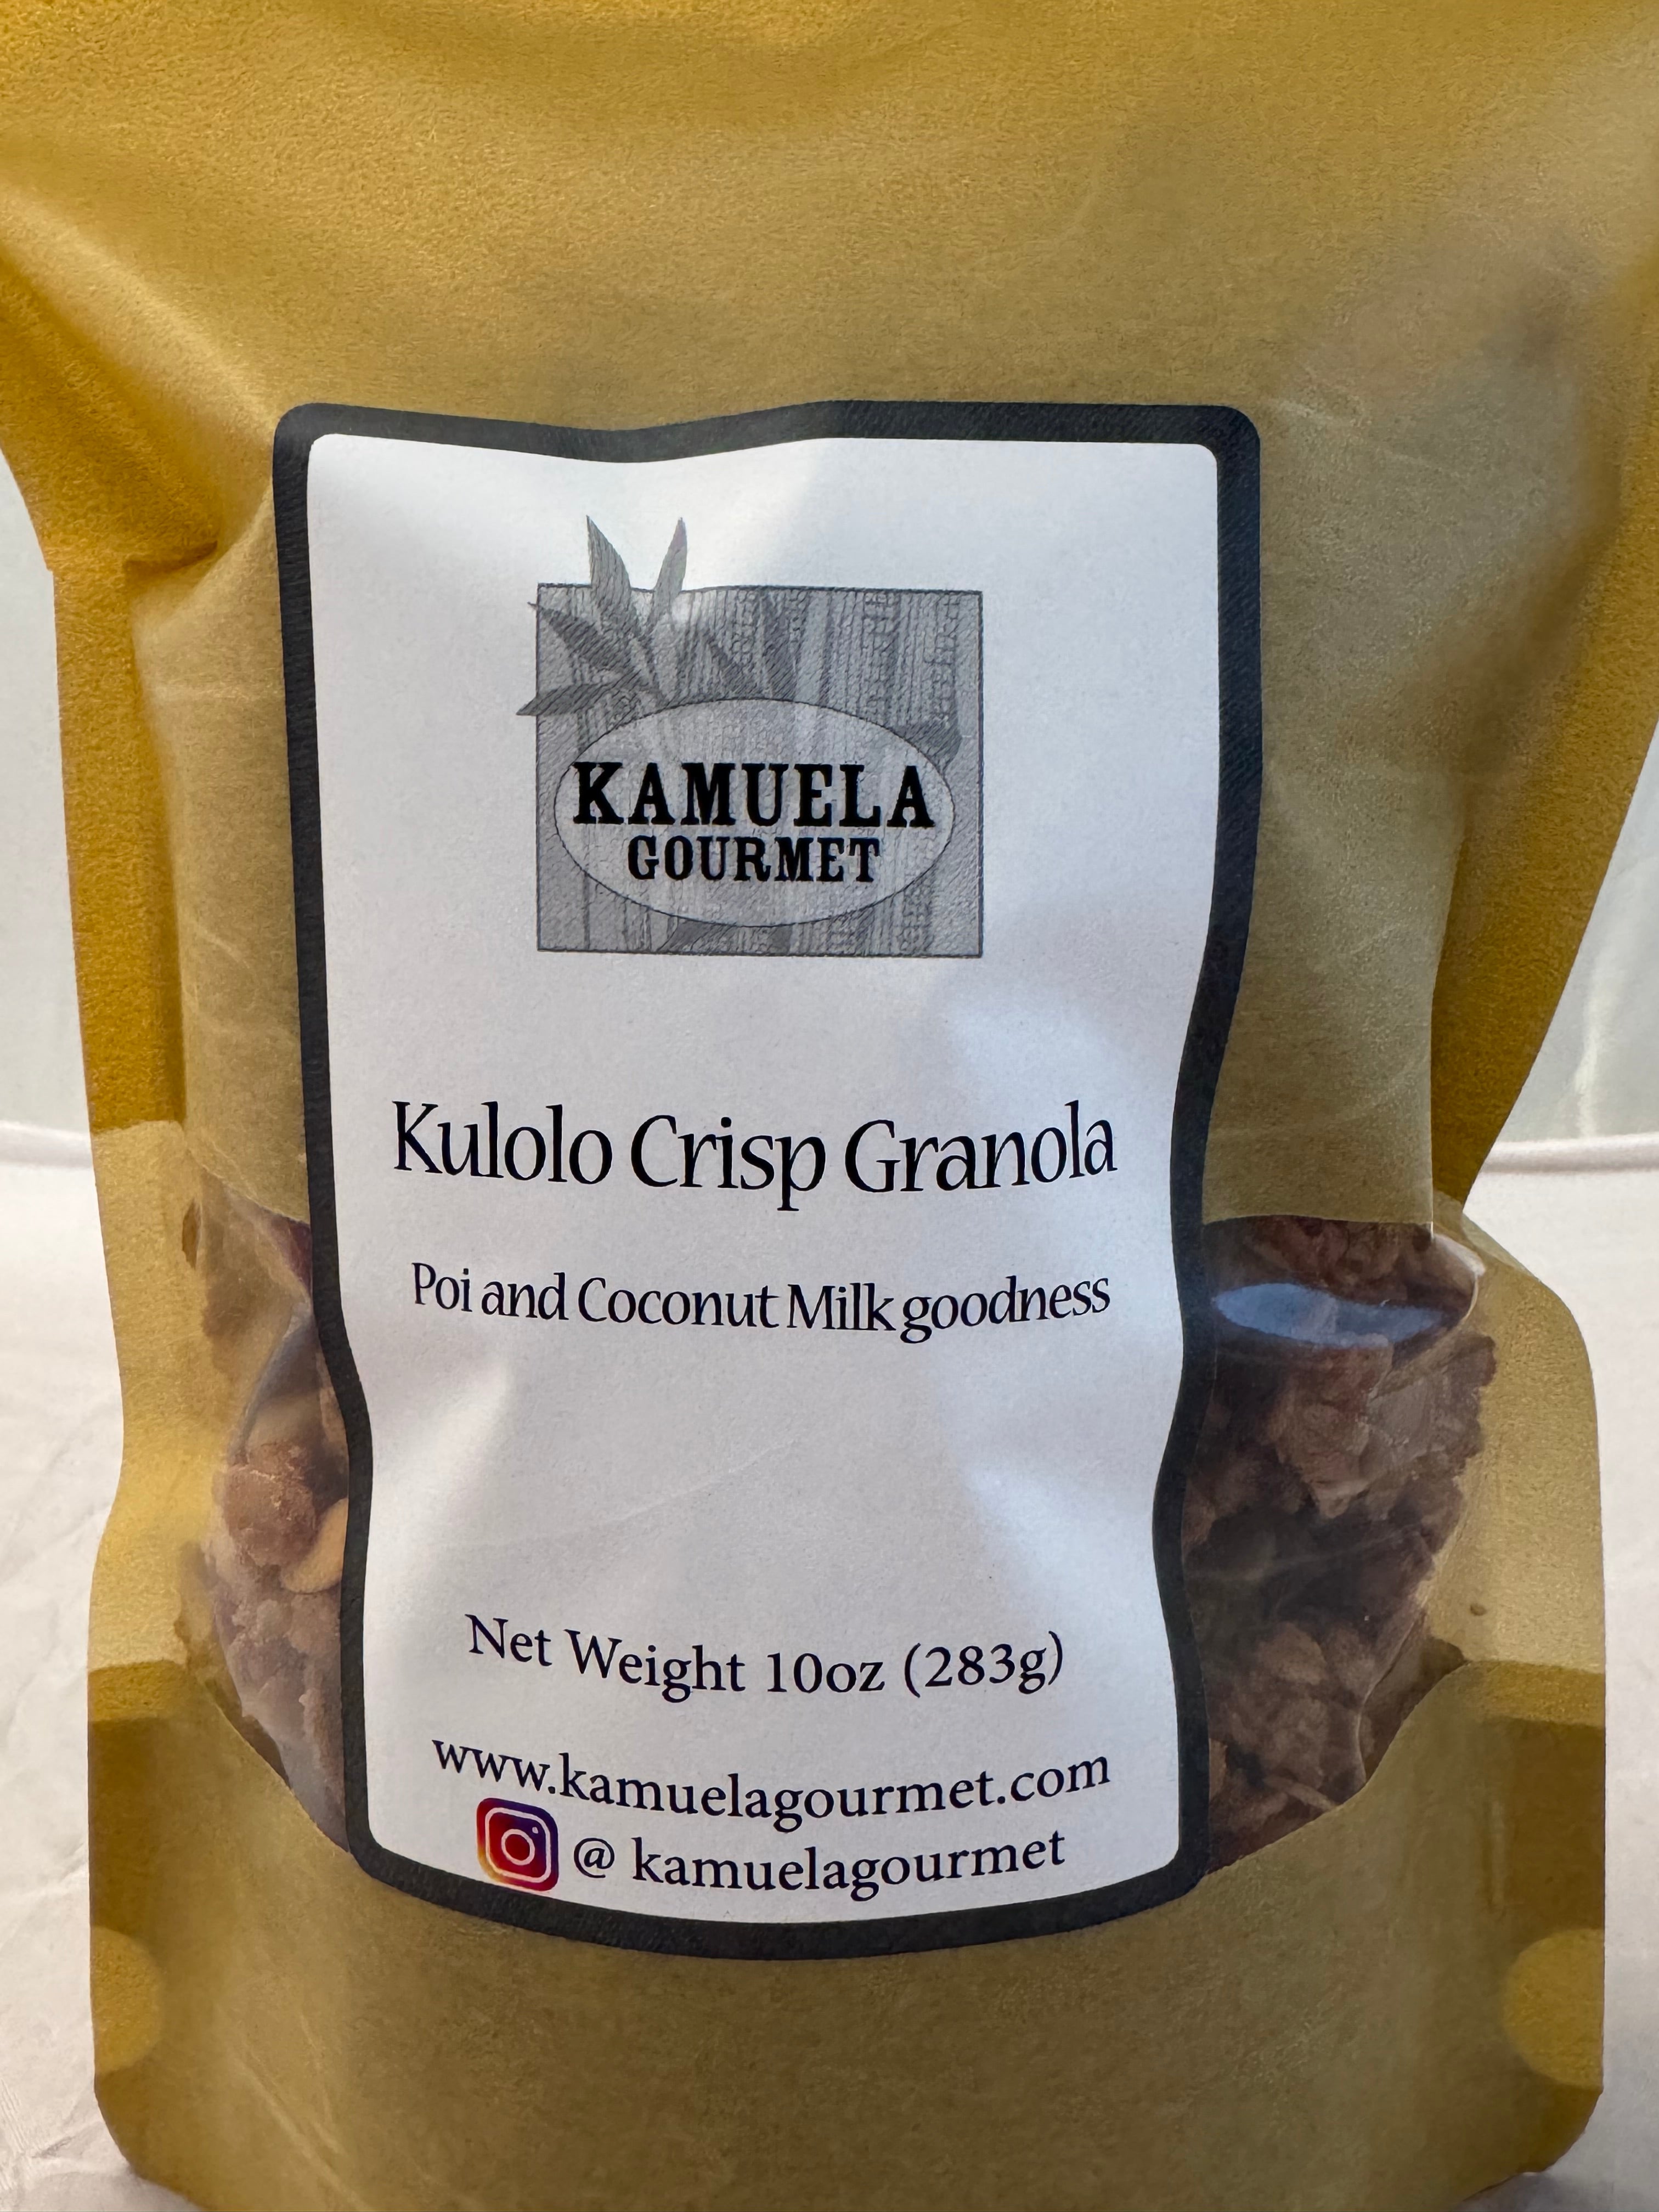 KAMUELA
GOURMET
Kulolo Crisp Granola
Poi and Coconut Milk goodness
Net Weight 10oz (283g)
www.kamuelagourmet.com
@ kamuelagourmet